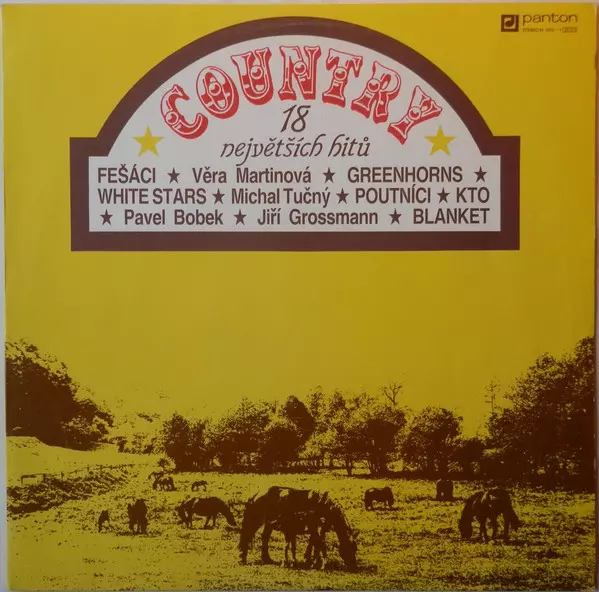 panton
COUNTRY
18
největších hitů
FEŠÁCI ★ Věra Martinová ★ GREENHORNS ★
WHITE STARS ★ Michal Tučný ★ POUTNÍCI ★ KTO
★ Pavel Bobek ★ Jiří Grossmann ★ BLANKET